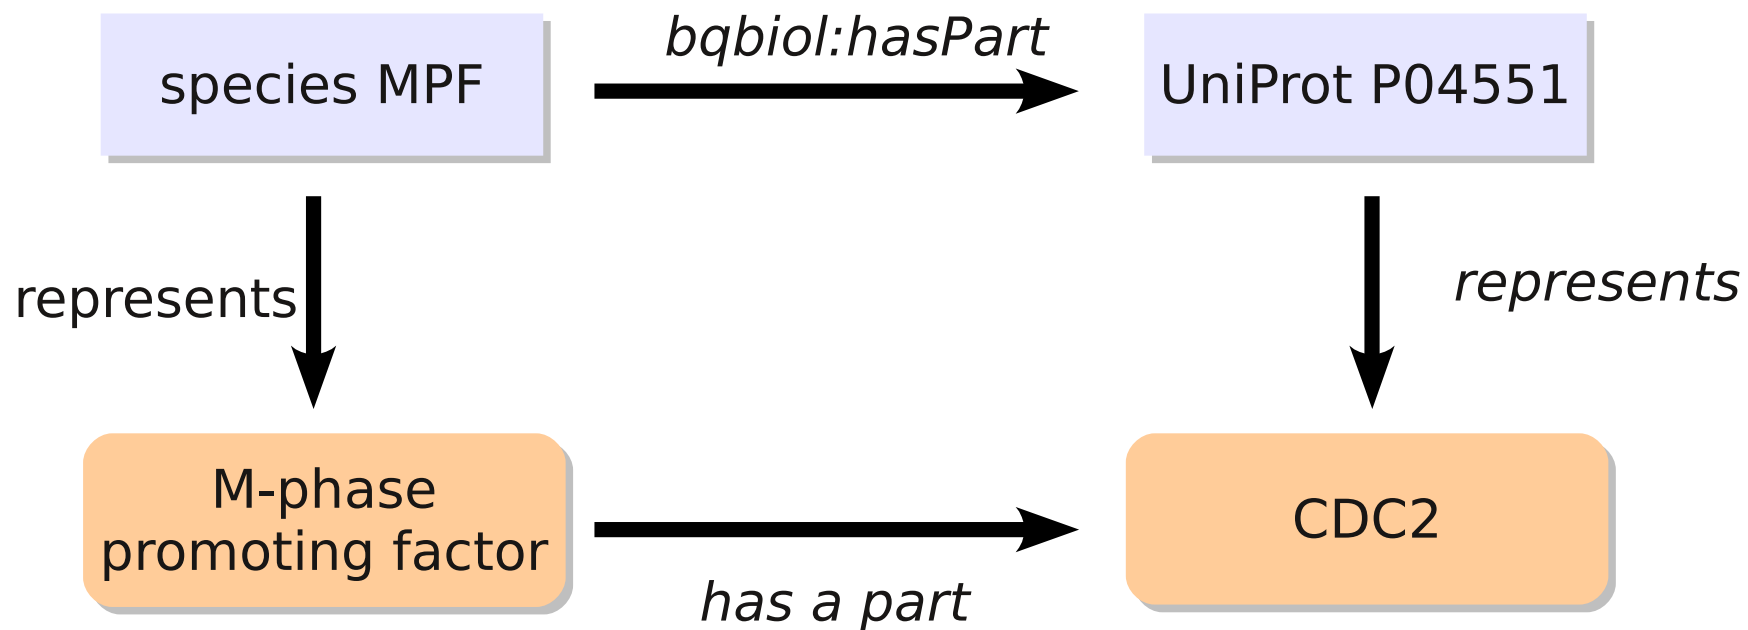 bqbiol:hasPart
species MPF
UniProt P04551
represents
represents
M-phase
promoting factor
CDC2
has a part